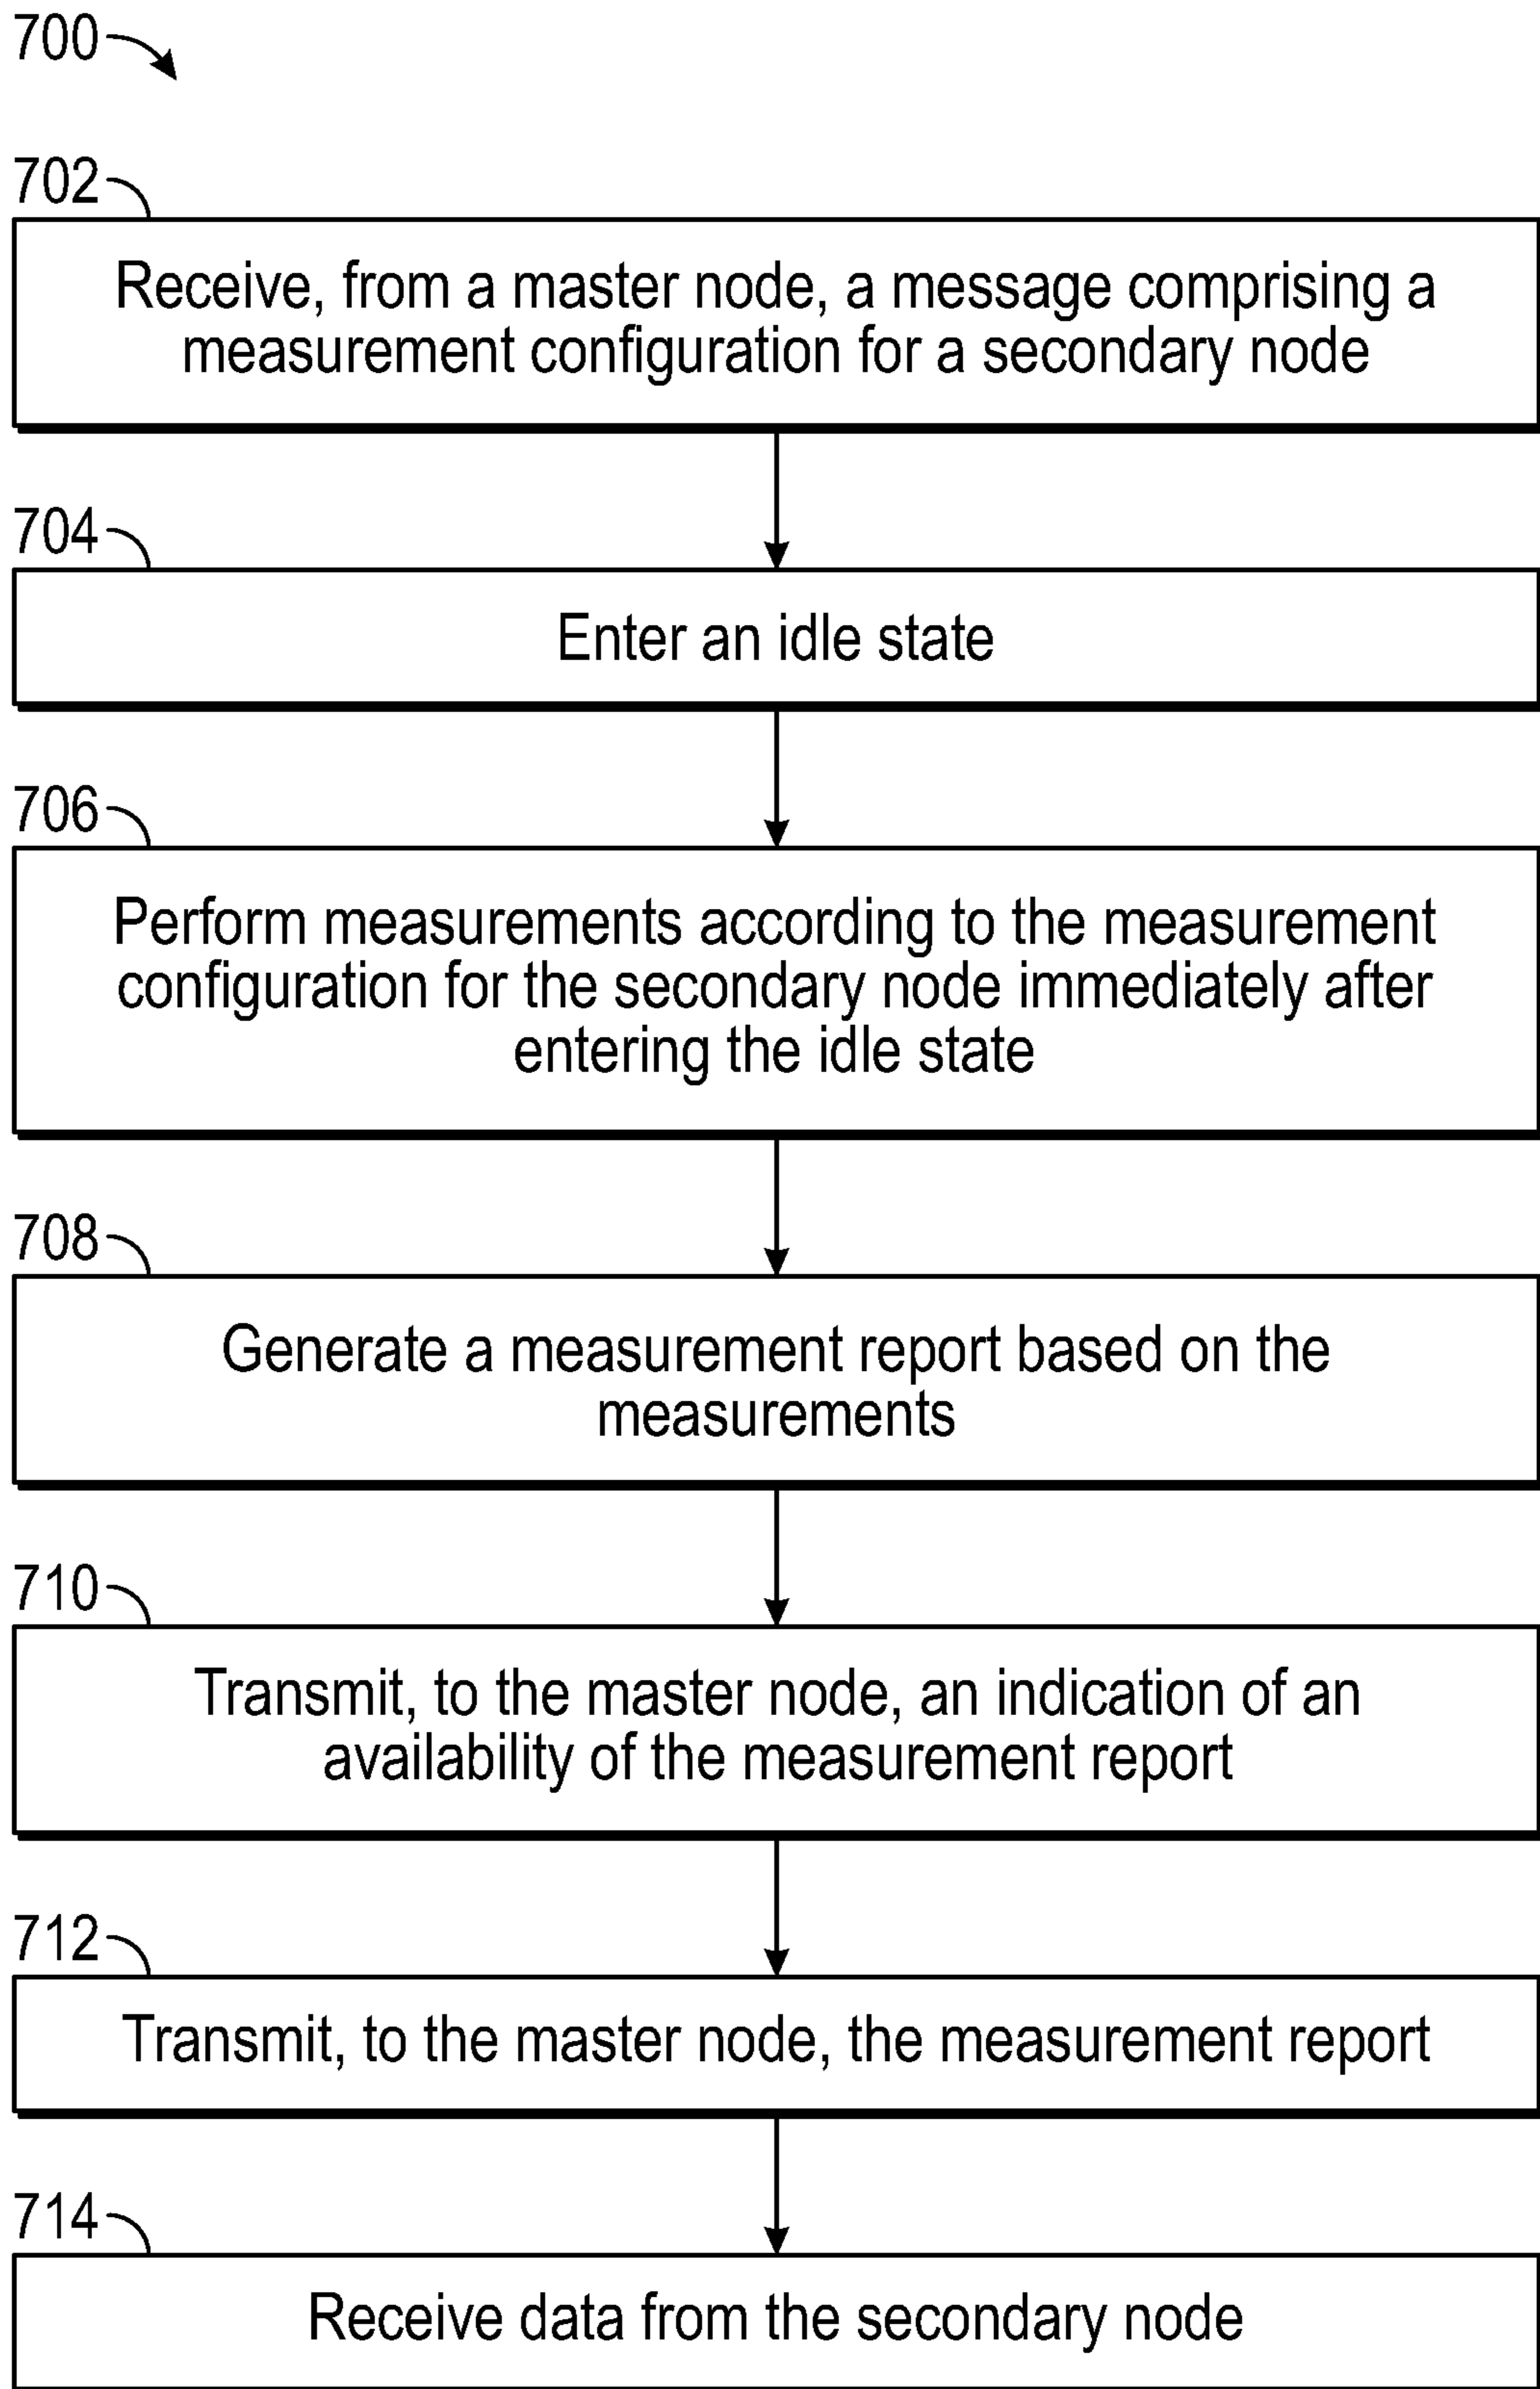 700
702
Receive, from a master node, a message comprising a
measurement configuration for a secondary node
704
Enter an idle state
706
Perform measurements according to the measurement
configuration for the secondary node immediately after
entering the idle state
708
Generate a measurement report based on the
measurements
710
Transmit, to the master node, an indication of an
availability of the measurement report
712
Transmit, to the master node, the measurement report
714
Receive data from the secondary node